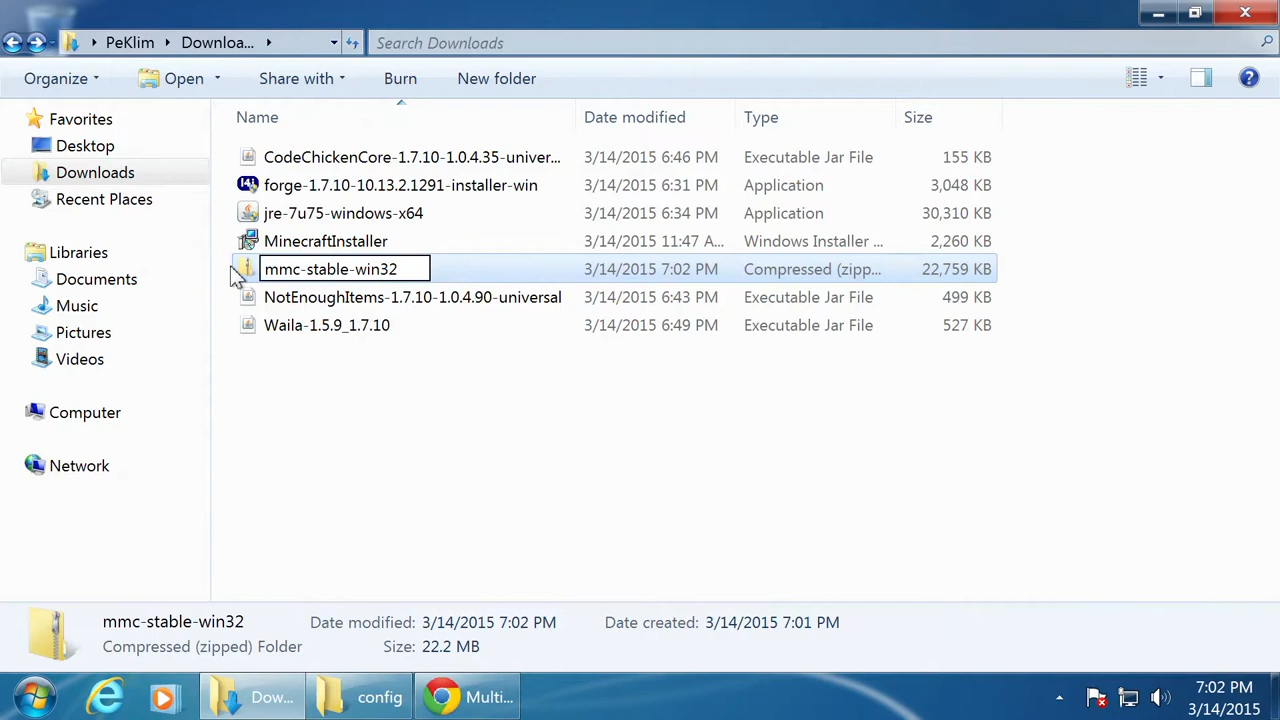 PeKlim Downloa...
Search Downloads
Organize Open Share with Burn New folder
Name Date modified Type Size
Favorites
Desktop
Downloads
Recent Places
Libraries
Documents
Music
Pictures
Videos
Computer
Network
CodeChickenCore-1.7.10-1.0.4.35-univer... 3/14/2015 6:46 PM Executable Jar File 155 KB
forge-1.7.10-10.13.2.1291-installer-win 3/14/2015 6:31 PM Application 3,048 KB
jre-7u75-windows-x64 3/14/2015 6:34 PM Application 30,310 KB
MinecraftInstaller 3/14/2015 11:47 A... Windows Installer ... 2,260 KB
mmc-stable-win32 3/14/2015 7:02 PM Compressed (zipp... 22,759 KB
NotEnoughItems-1.7.10-1.0.4.90-universal 3/14/2015 6:43 PM Executable Jar File 499 KB
Waila-1.5.9_1.7.10 3/14/2015 6:49 PM Executable Jar File 527 KB
mmc-stable-win32 Date modified: 3/14/2015 7:02 PM Date created: 3/14/2015 7:01 PM
Compressed (zipped) Folder Size: 22.2 MB
Dow... config Multi... 7:02 PM
3/14/2015